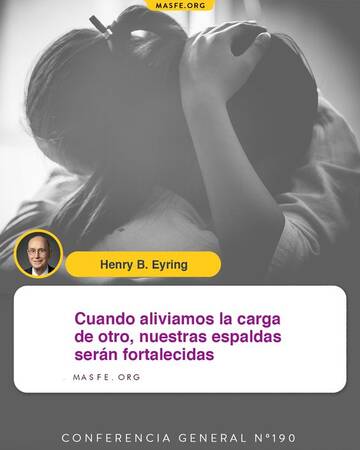 MASFE.ORG
Henry B. Eyring
Cuando aliviamos la carga
de otro, nuestras espaldas
serán fortalecidas
MASFE.ORG
CONFERENCIA GENERAL N°190